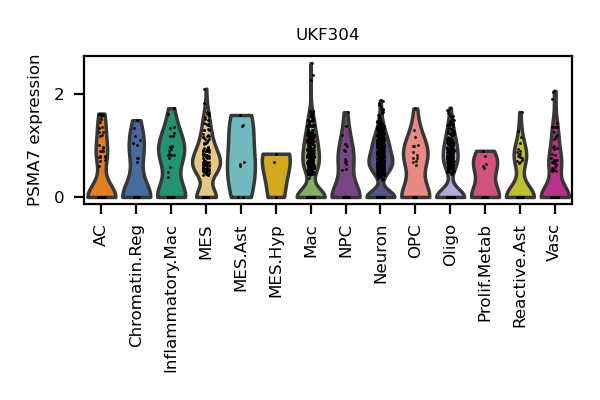 UKF304
PSMA7 expression
2
0
AC
Chromatin.Reg
Inflammatory.Mac
MES
MES.Ast
MES.Hyp
Mac
NPC
Neuron
OPC
Oligo
Prolif.Metab
Reactive.Ast
Vasc